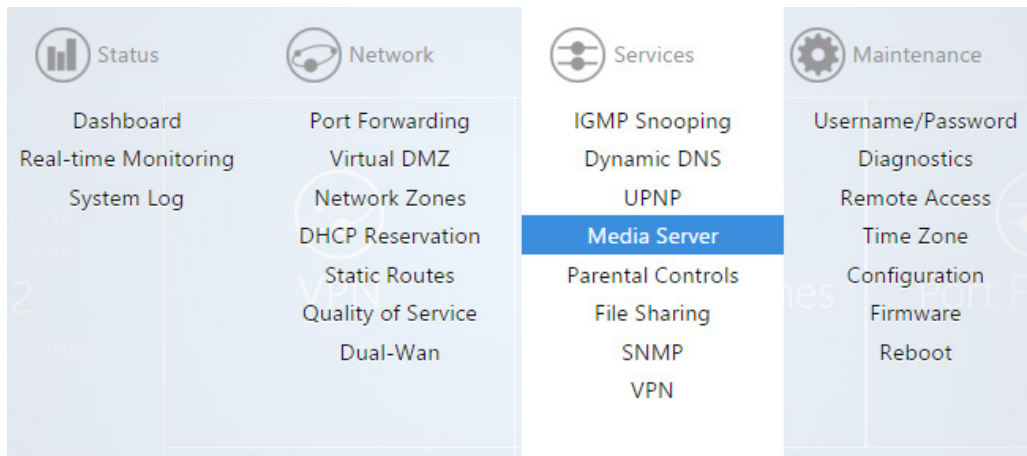 Status
Dashboard
Real-time Monitoring
System Log
Network
Port Forwarding
Virtual DMZ
Network Zones
DHCP Reservation
Static Routes
Quality of Service
Dual-Wan
Services
IGMP Snooping
Dynamic DNS
UPNP
Media Server
Parental Controls
File Sharing
SNMP
VPN
Maintenance
Username/Password
Diagnostics
Remote Access
Time Zone
Configuration
Firmware
Reboot
VPN